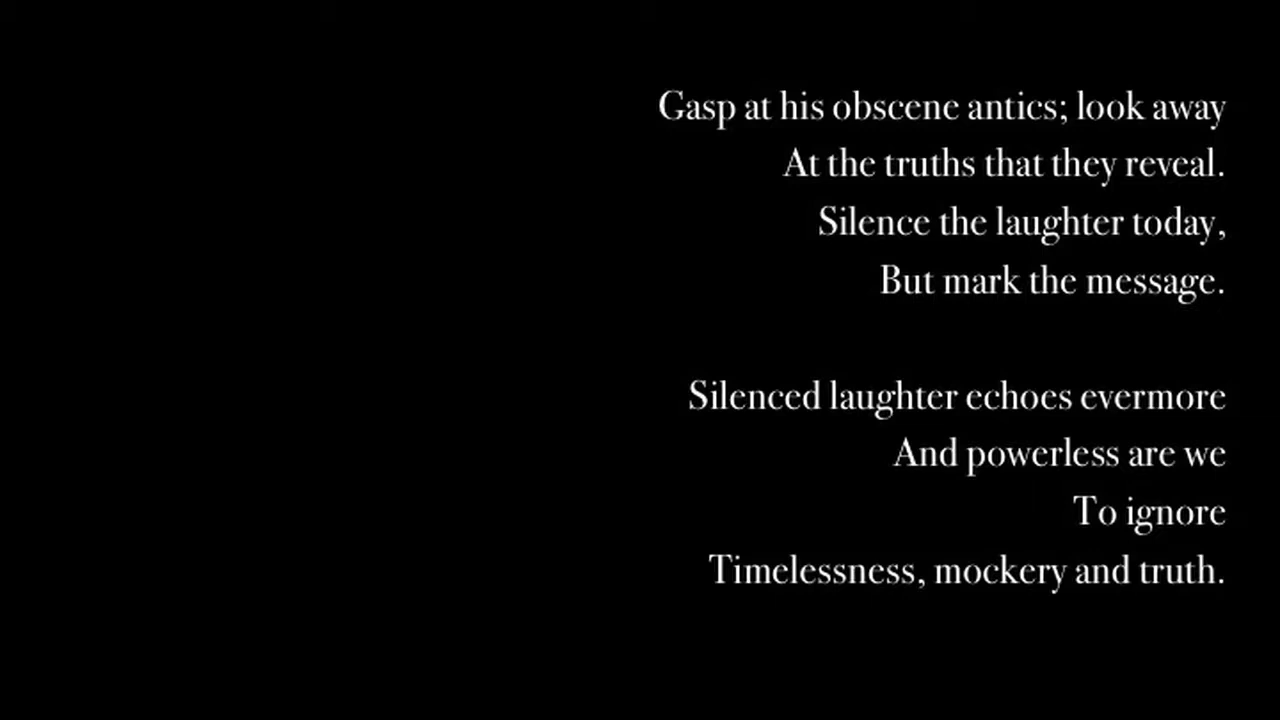 Gasp at his obscene antics; look away
At the truths that they reveal.
Silence the laughter today,
But mark the message.
Silenced laughter echoes evermore
And powerless are we
To ignore
Timelessness, mockery and truth.